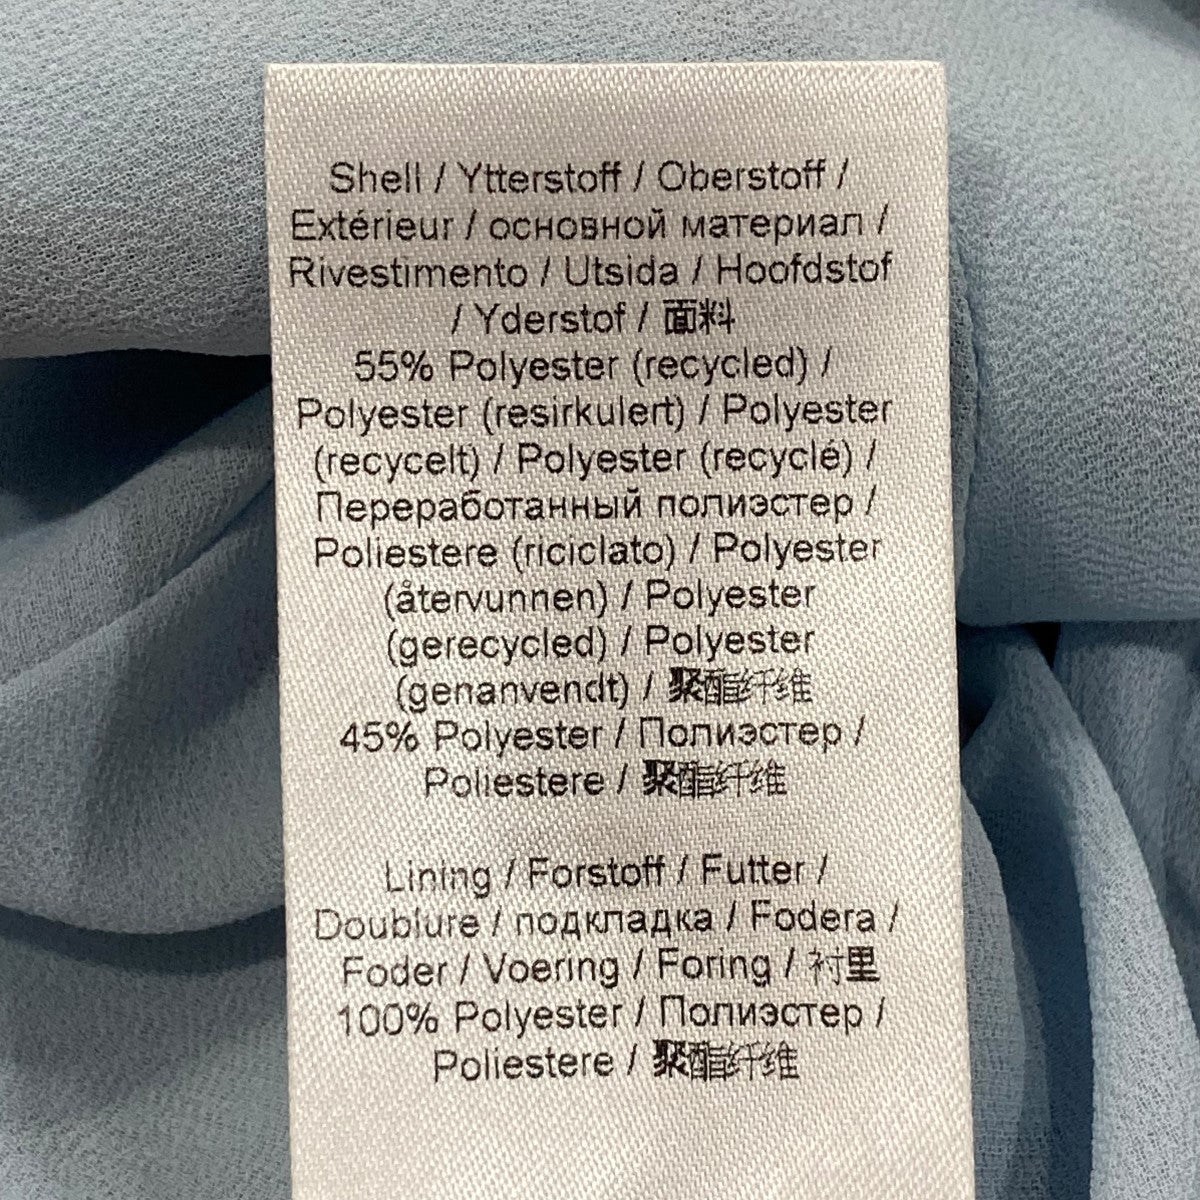 Shell / Ytterstoff / Oberstoff /
Extérieur / основной материал /
Rivestimento / Utsida / Hoofdstof
/ Yderstof / 面料
55% Polyester (recycled) /
Polyester (resirkulert) / Polyester
(recycelt) / Polyester (recyclé) /
Переработанный полиэстер /
Poliestere (riciclato) / Polyester
(återvunnen) / Polyester
(gerecycled) / Polyester
(genanvendt) / 聚酯纤维
45% Polyester / Полиэстер /
Poliestere / 聚酯纤维
Lining / Forstoff / Futter /
Doublure / подкладка / Fodera /
Foder / Voering / Foring / 衬里
100% Polyester / Полиэстер /
Poliestere / 聚酯纤维